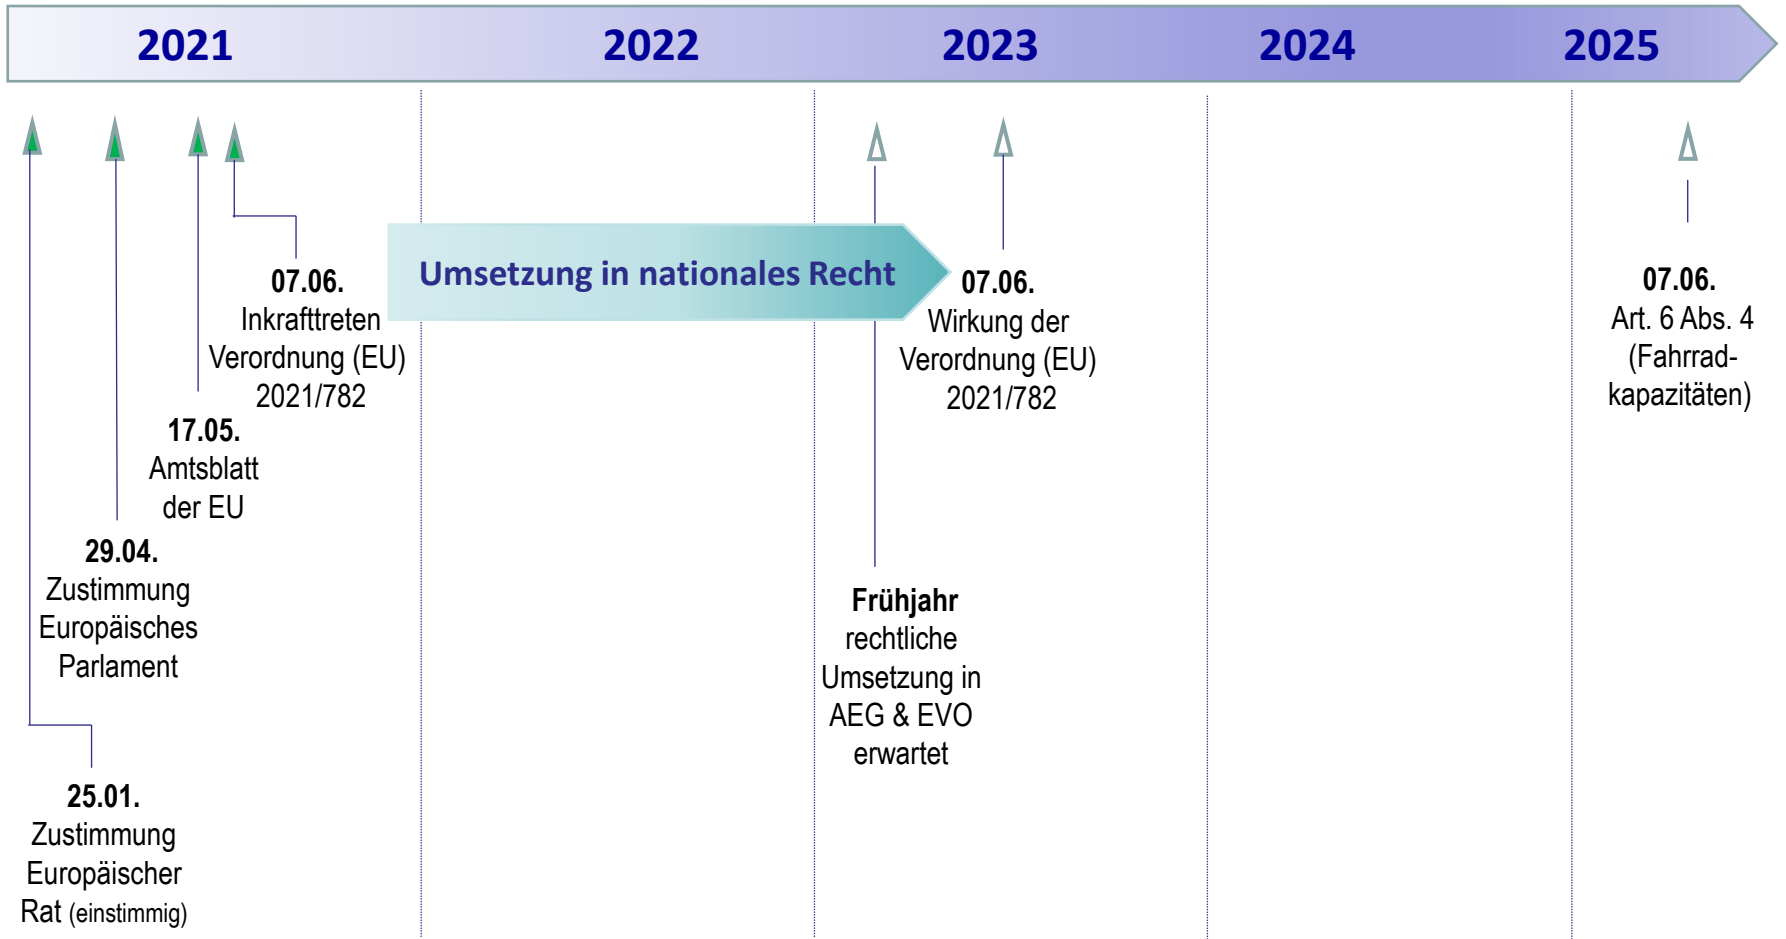 2021 2022 2023 2024 2025
Umsetzung in nationales Recht
07.06.
Inkrafttreten
Verordnung (EU)
2021/782
17.05.
Amtsblatt
der EU
29.04.
Zustimmung
Europäisches
Parlament
25.01.
Zustimmung
Europäischer
Rat (einstimmig)
Frühjahr
rechtliche
Umsetzung in
AEG & EVO
erwartet
07.06.
Wirkung der
Verordnung (EU)
2021/782
07.06.
Art. 6 Abs. 4
(Fahrrad-
kapazitäten)